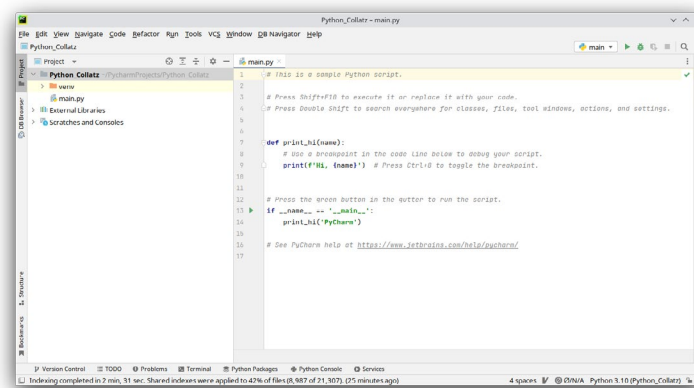 Python_Collatz – main.py
File Edit View Navigate Code Refactor Run Tools VCS Window DB Navigator Help
Python_Collatz
main
Project
main.py
Python_Collatz ~/PycharmProjects/Python_Collatz
venv
main.py
External Libraries
Scratches and Consoles
Project
DB Browser
Structure
Bookmarks
1 # This is a sample Python script.
2
3 # Press Shift+F10 to execute it or replace it with your code.
4 # Press Double Shift to search everywhere for classes, files, tool windows, actions, and settings.
5
6
7 def print_hi(name):
8 # Use a breakpoint in the code line below to debug your script.
9 print(f'Hi, {name}') # Press Ctrl+8 to toggle the breakpoint.
10
11
12 # Press the green button in the gutter to run the script.
13 if __name__ == '__main__':
14 print_hi('PyCharm')
15
16 # See PyCharm help at https://www.jetbrains.com/help/pycharm/
17
Version Control TODO Problems Terminal Python Packages Python Console Services
Indexing completed in 2 min, 31 sec. Shared indexes were applied to 42% of files (8,987 of 21,307). (25 minutes ago) 4 spaces Ø/N/A Python 3.10 (Python_Collatz)